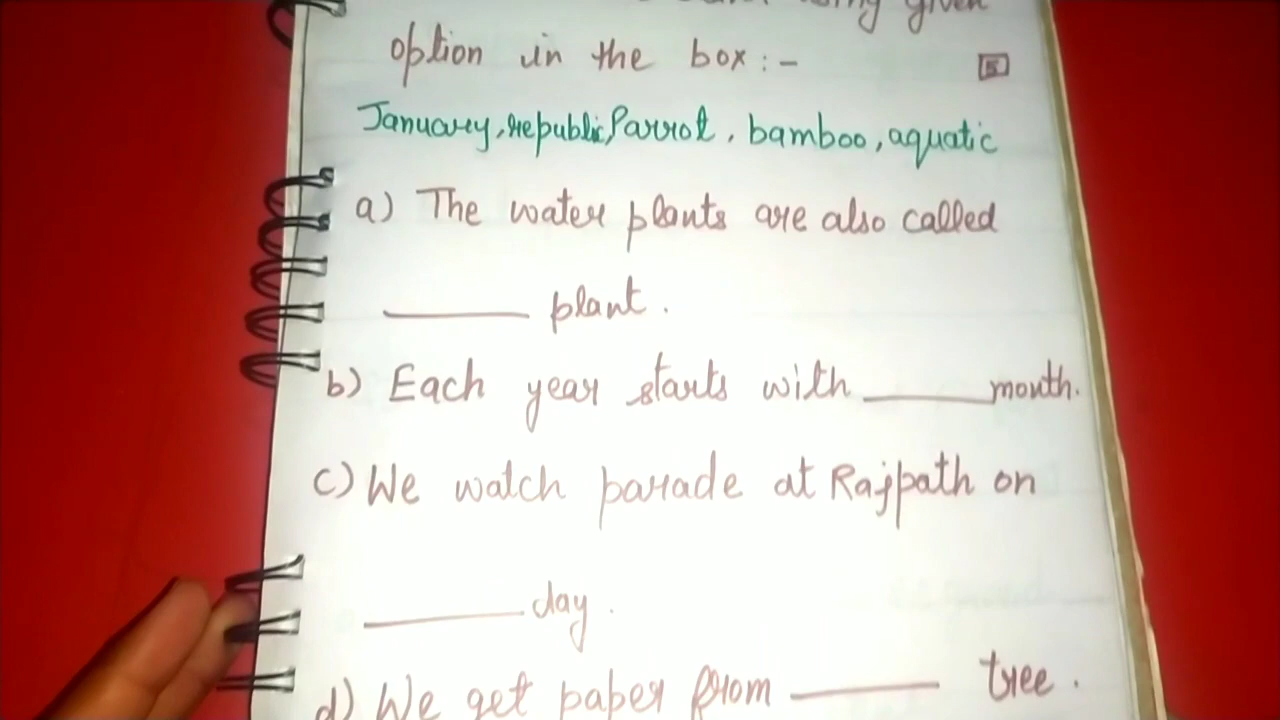 using given
option in the box :- 5
January, republic, Parrot, bamboo, aquatic
a) The water plants are also called
______ plant.
b) Each year starts with ______ month.
c) We watch parade at Rajpath on
______ day.
d) We get paper from ______ tree.